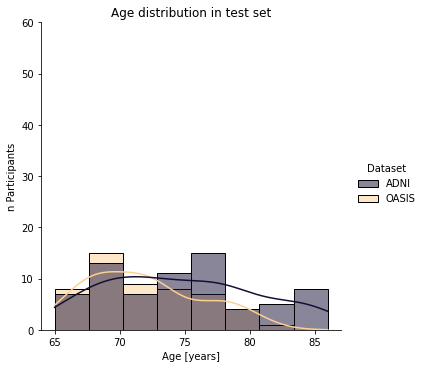 Age distribution in test set
60
50
40
30
20
10
0
n Participants
65 70 75 80 85
Age [years]
Dataset
ADNI
OASIS